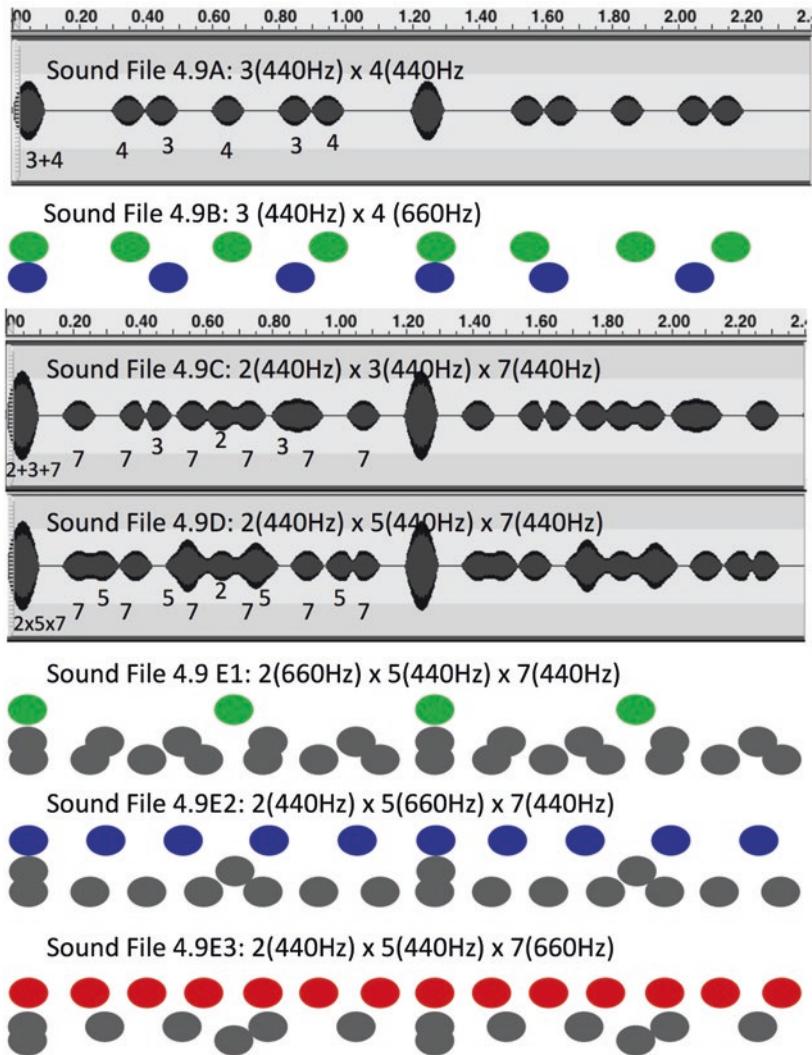 .00 0.20 0.40 0.60 0.80 1.00 1.20 1.40 1.60 1.80 2.00 2.20 2.4
Sound File 4.9A: 3(440Hz) x 4(440Hz
3+4 4 3 4 3 4
Sound File 4.9B: 3 (440Hz) x 4 (660Hz)
.00 0.20 0.40 0.60 0.80 1.00 1.20 1.40 1.60 1.80 2.00 2.20
Sound File 4.9C: 2(440Hz) x 3(440Hz) x 7(440Hz)
2+3+7 7 7 3 7 2 7 3 7 7
Sound File 4.9D: 2(440Hz) x 5(440Hz) x 7(440Hz)
2x5x7 7 5 7 5 7 2 7 5 7 5 7
Sound File 4.9 E1: 2(660Hz) x 5(440Hz) x 7(440Hz)
Sound File 4.9E2: 2(440Hz) x 5(660Hz) x 7(440Hz)
Sound File 4.9E3: 2(440Hz) x 5(440Hz) x 7(660Hz)